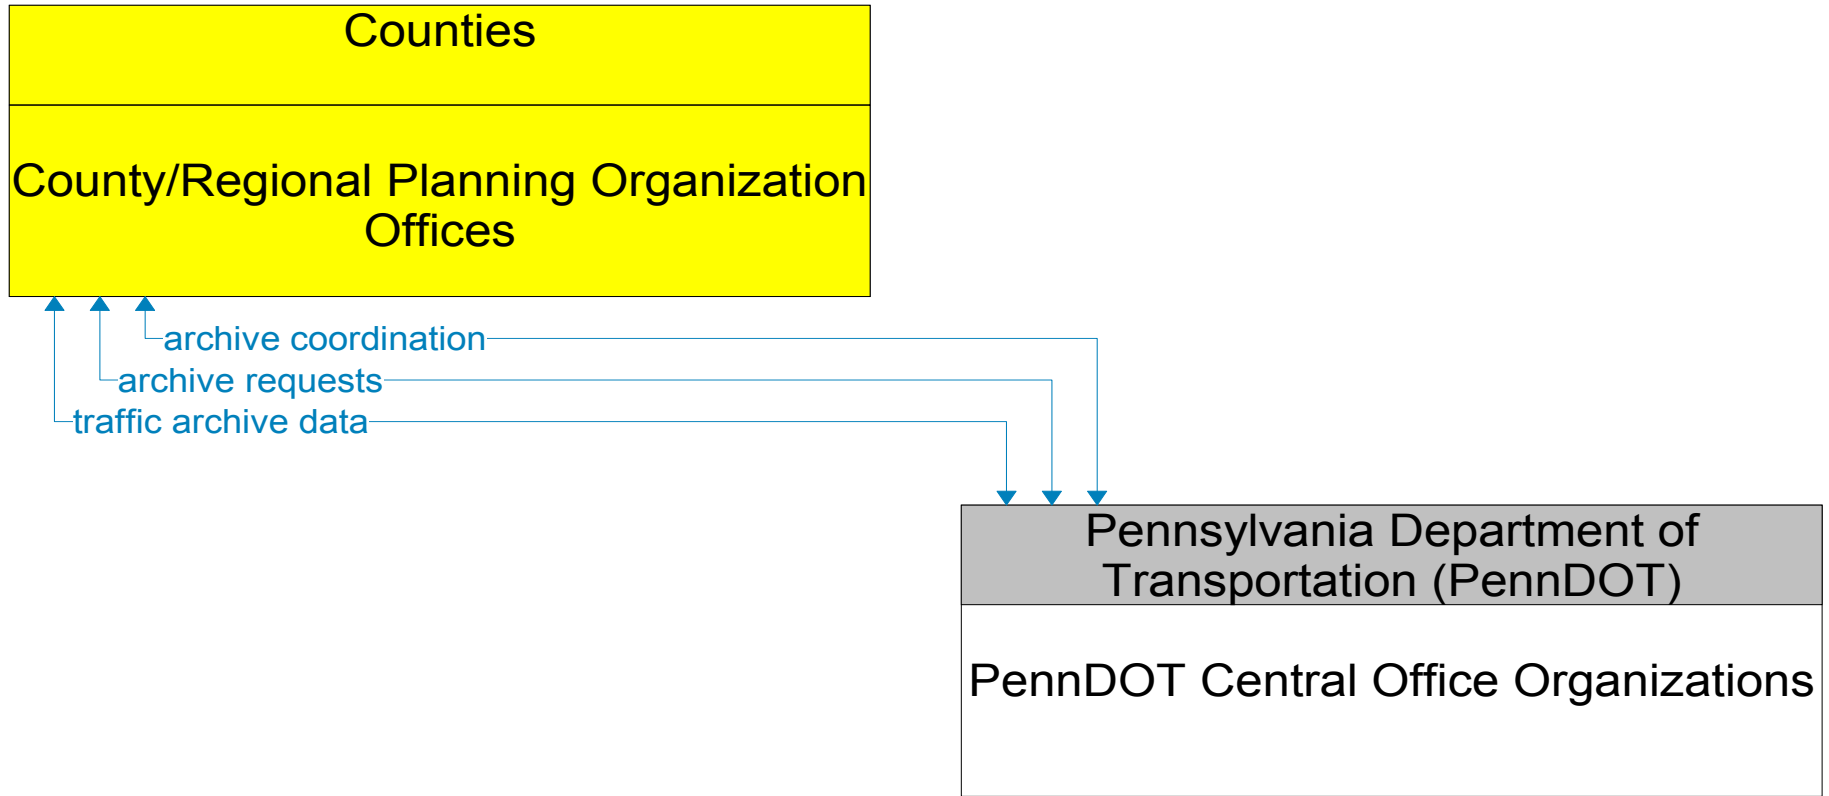 Counties
County/Regional Planning Organization
Offices
archive coordination
archive requests
traffic archive data
Pennsylvania Department of
Transportation (PennDOT)
PennDOT Central Office Organizations